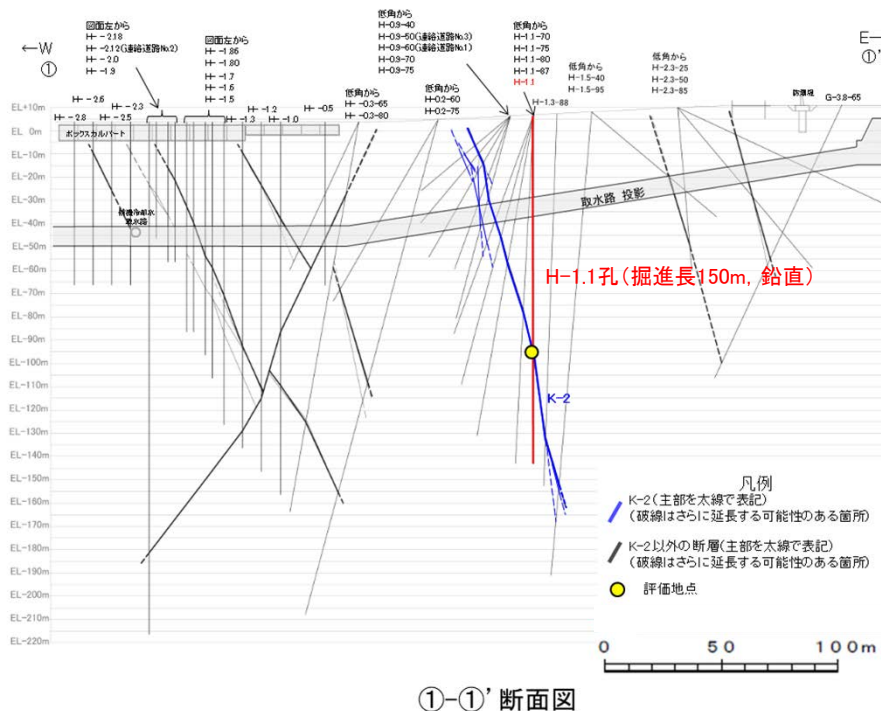 ←W
①
図面左から
H- -2.18
H- -2.12(連絡道路No.2)
H- -2.0
H- -1.9
図面左から
H- -1.85
H- -1.80
H- -1.7
H- -1.6
H- -1.5
低角から
H-0.9-40
H-0.9-50(連絡道路No.3)
H-0.9-60(連絡道路No.1)
H-0.9-70
H-0.9-75
低角から
H-1.1-70
H-1.1-75
H-1.1-80
H-1.1-87
H-1.1
低角から
H-1.5-40
H-1.5-95
低角から
H-2.3-25
H-2.3-50
H-2.3-85
E→
①'
H- -2.6
H- -2.3
H- -2.8
H- -2.5
H- -1.2
H- -0.5
H- -1.3
H- -1.0
低角から
H- -0.3-65
H- -0.3-80
低角から
H-0.2-60
H-0.2-75
H-1.3-88
防潮堤
G-3.8-65
EL+10m
EL 0m
EL-10m
EL-20m
EL-30m
EL-40m
EL-50m
EL-60m
EL-70m
EL-80m
EL-90m
EL-100m
EL-110m
EL-120m
EL-130m
EL-140m
EL-150m
EL-160m
EL-170m
EL-180m
EL-190m
EL-200m
EL-210m
EL-220m
ボックスカルバート
取水路
取水路 投影
H-1.1孔(掘進長150m, 鉛直)
K-2
凡例
K-2(主部を太線で表記)
(破線はさらに延長する可能性のある箇所)
K-2以外の断層(主部を太線で表記)
(破線はさらに延長する可能性のある箇所)
評価地点
0 50 100m
①-①' 断面図